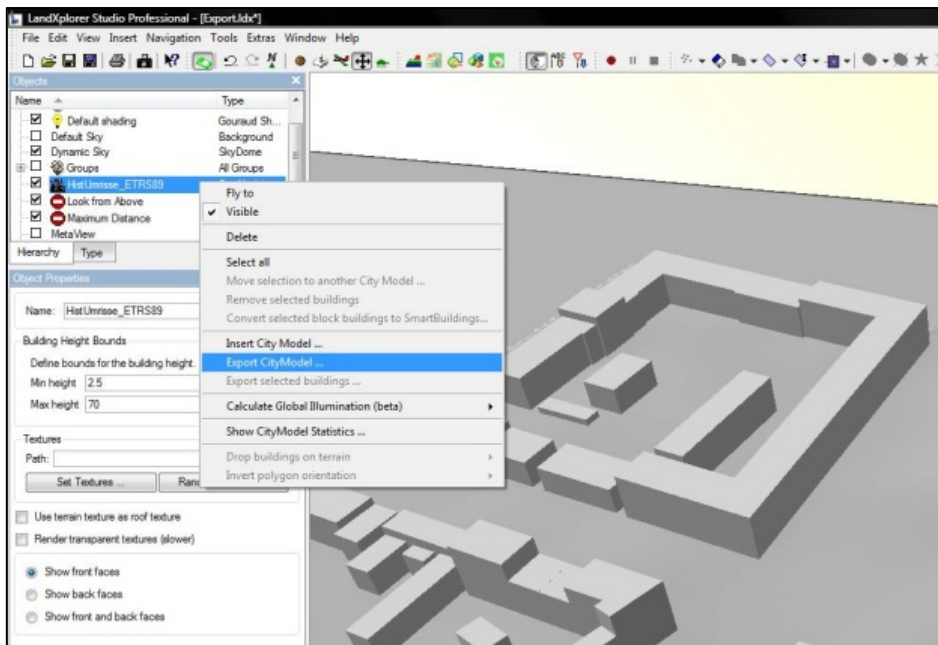 LandXplorer Studio Professional - [Export.ldx*]
File Edit View Insert Navigation Tools Extras Window Help
Objects
Name Type
Default shading Gouraud Sh...
Default Sky Background
Dynamic Sky SkyDome
Groups All Groups
HistUmrisse_ETRS89
Look from Above
Maximum Distance
MetaView
Hierarchy Type
Object Properties
Name: HistUmrisse_ETRS89
Building Height Bounds
Define bounds for the building height.
Min height 2.5
Max height 70
Textures
Path:
Set Textures ... Ran
Use terrain texture as roof texture
Render transparent textures (slower)
Show front faces
Show back faces
Show front and back faces
Fly to
Visible
Delete
Select all
Move selection to another City Model ...
Remove selected buildings
Convert selected block buildings to SmartBuildings...
Insert City Model ...
Export CityModel ...
Export selected buildings ...
Calculate Global Illumination (beta)
Show CityModel Statistics ...
Drop buildings on terrain
Invert polygon orientation